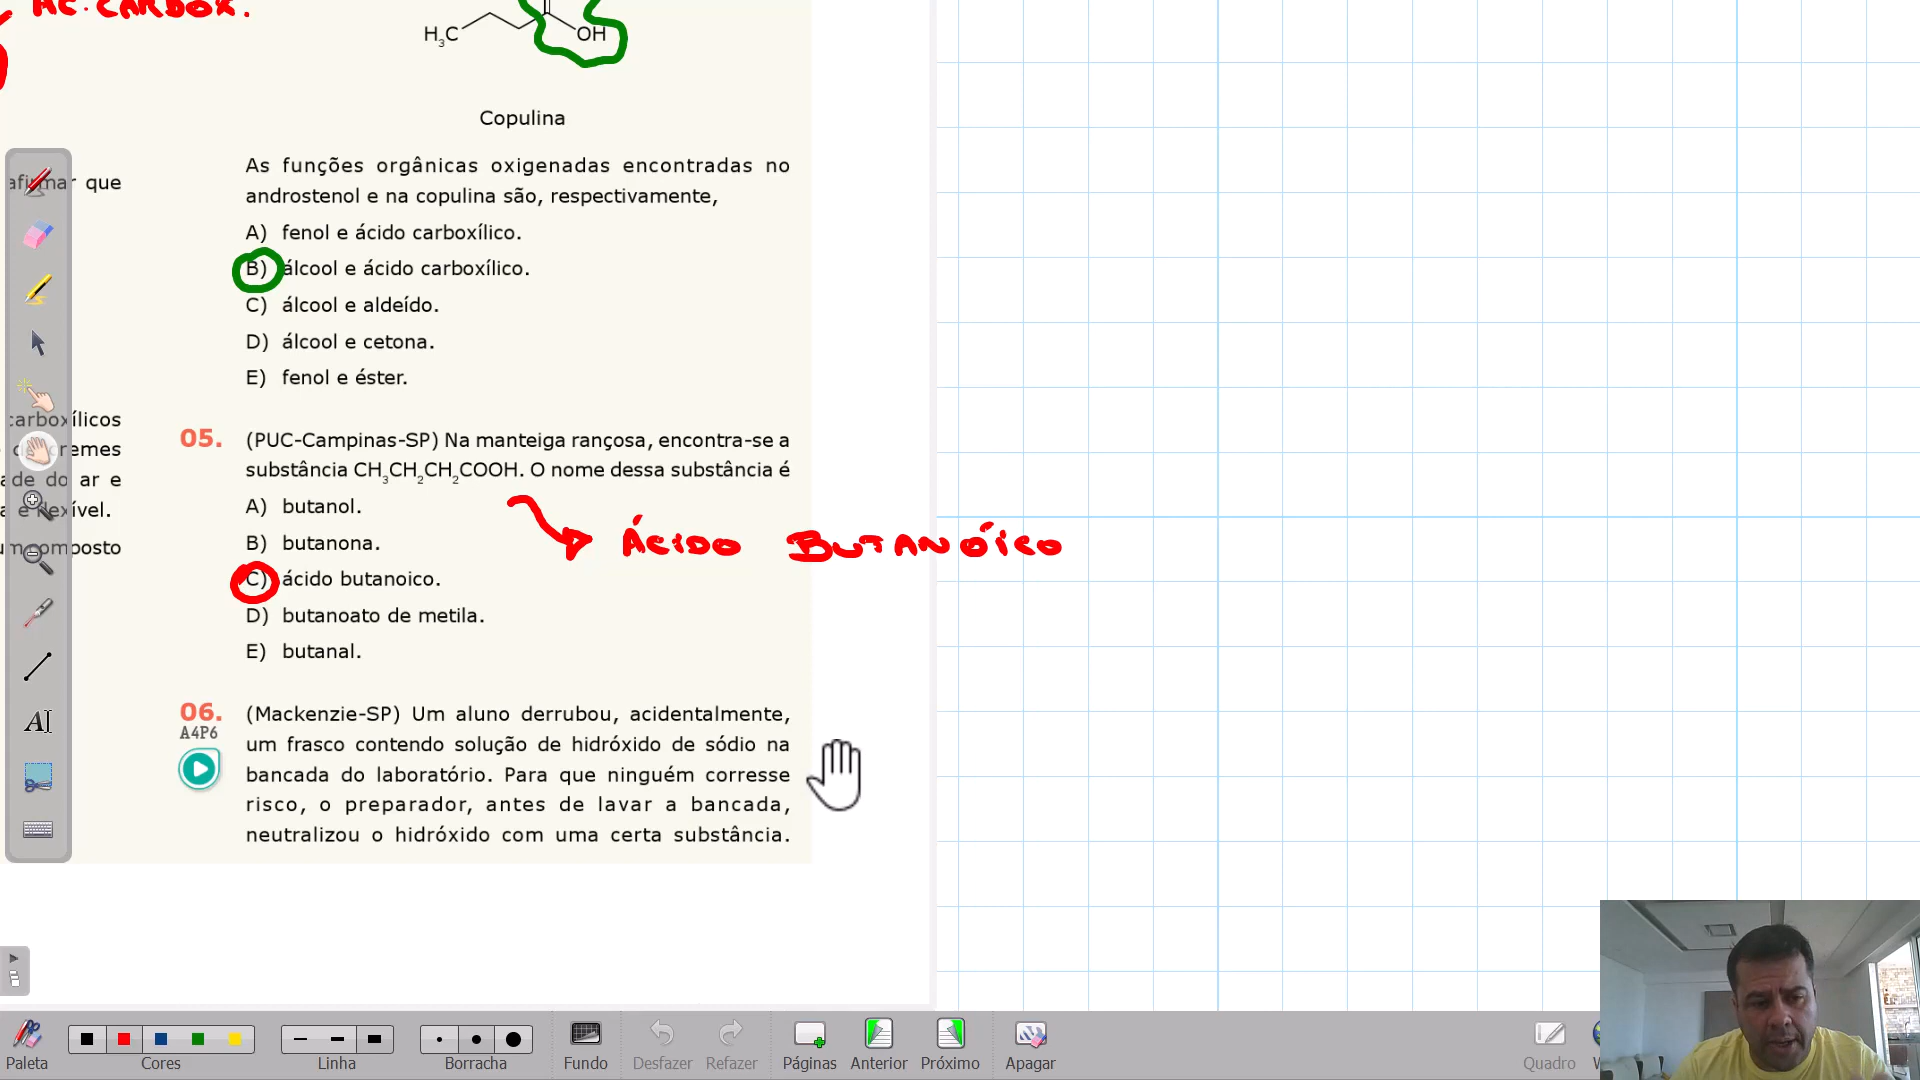 AC. CARDOX.
H3C
OH
Copulina
As funções orgânicas oxigenadas encontradas no
androstenol e na copulina são, respectivamente,
A) fenol e ácido carboxílico.
B) álcool e ácido carboxílico.
C) álcool e aldeído.
D) álcool e cetona.
E) fenol e éster.
afirmar que
carboxílicos
cremes
ade do ar e
a e flexível.
um composto
05. (PUC-Campinas-SP) Na manteiga rançosa, encontra-se a
substância CH3CH2CH2COOH. O nome dessa substância é
A) butanol.
B) butanona.
C) ácido butanoico.
D) butanoato de metila.
E) butanal.
ÁCIDO BUTANÓICO
06. (Mackenzie-SP) Um aluno derrubou, acidentalmente,
A4P6
um frasco contendo solução de hidróxido de sódio na
bancada do laboratório. Para que ninguém corresse
risco, o preparador, antes de lavar a bancada,
neutralizou o hidróxido com uma certa substância.
Paleta Cores Linha Borracha Fundo Desfazer Refazer Páginas Anterior Próximo Apagar Quadro